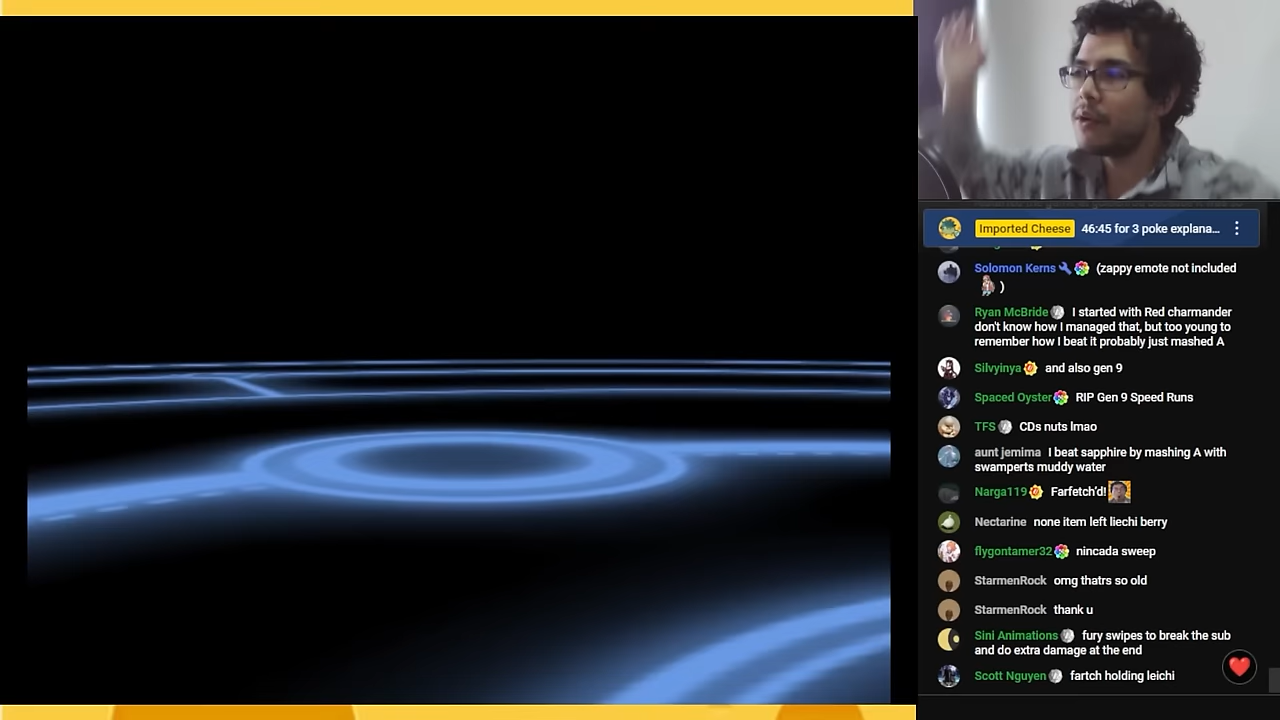 Imported Cheese 46:45 for 3 poke explana...
Solomon Kerns (zappy emote not included
)
Ryan McBride I started with Red charmander
don't know how I managed that, but too young to
remember how I beat it probably just mashed A
Silvyinya and also gen 9
Spaced Oyster RIP Gen 9 Speed Runs
TFS CDs nuts lmao
aunt jemima I beat sapphire by mashing A with
swamperts muddy water
Narga119 Farfetch'd!
Nectarine none item left liechi berry
flygontamer32 nincada sweep
StarmenRock omg thatrs so old
StarmenRock thank u
Sini Animations fury swipes to break the sub
and do extra damage at the end
Scott Nguyen fartch holding leichi